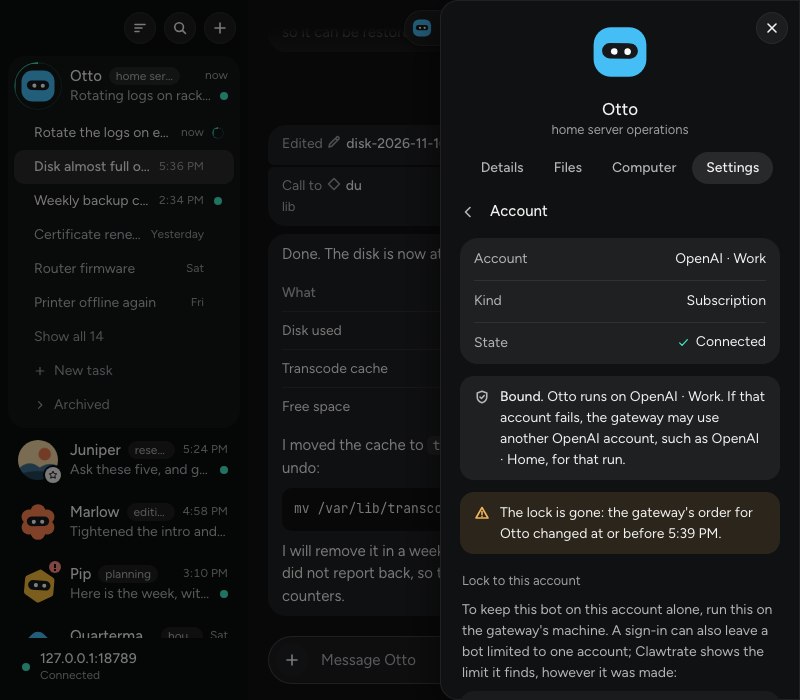 Otto home ser... now
Rotating logs on rack...
Rotate the logs on e... now
Disk almost full o... 5:36 PM
Weekly backup c... 2:34 PM
Certificate rene... Yesterday
Router firmware Sat
Printer offline again Fri
Show all 14
New task
Archived
Juniper rese... 5:24 PM
Ask these five, and g...
Marlow editi... 4:58 PM
Tightened the intro and...
Pip planning 3:10 PM
Here is the week, wit...
Quarterma hou Sat
127.0.0.1:18789
Connected
so it can be restore
Edited disk-2026-11-1
Call to du
lib
Done. The disk is now at
What
Disk used
Transcode cache
Free space
I moved the cache to
undo:
mv /var/lib/transco
I will remove it in a week
did not report back, so t
counters.
Message Otto
Otto
home server operations
Details Files Computer Settings
Account
Account OpenAI · Work
Kind Subscription
State Connected
Bound. Otto runs on OpenAI · Work. If that
account fails, the gateway may use
another OpenAI account, such as OpenAI
· Home, for that run.
The lock is gone: the gateway's order for
Otto changed at or before 5:39 PM.
Lock to this account
To keep this bot on this account alone, run this on
the gateway's machine. A sign-in can also leave a
bot limited to one account; Clawtrate shows the
limit it finds, however it was made: